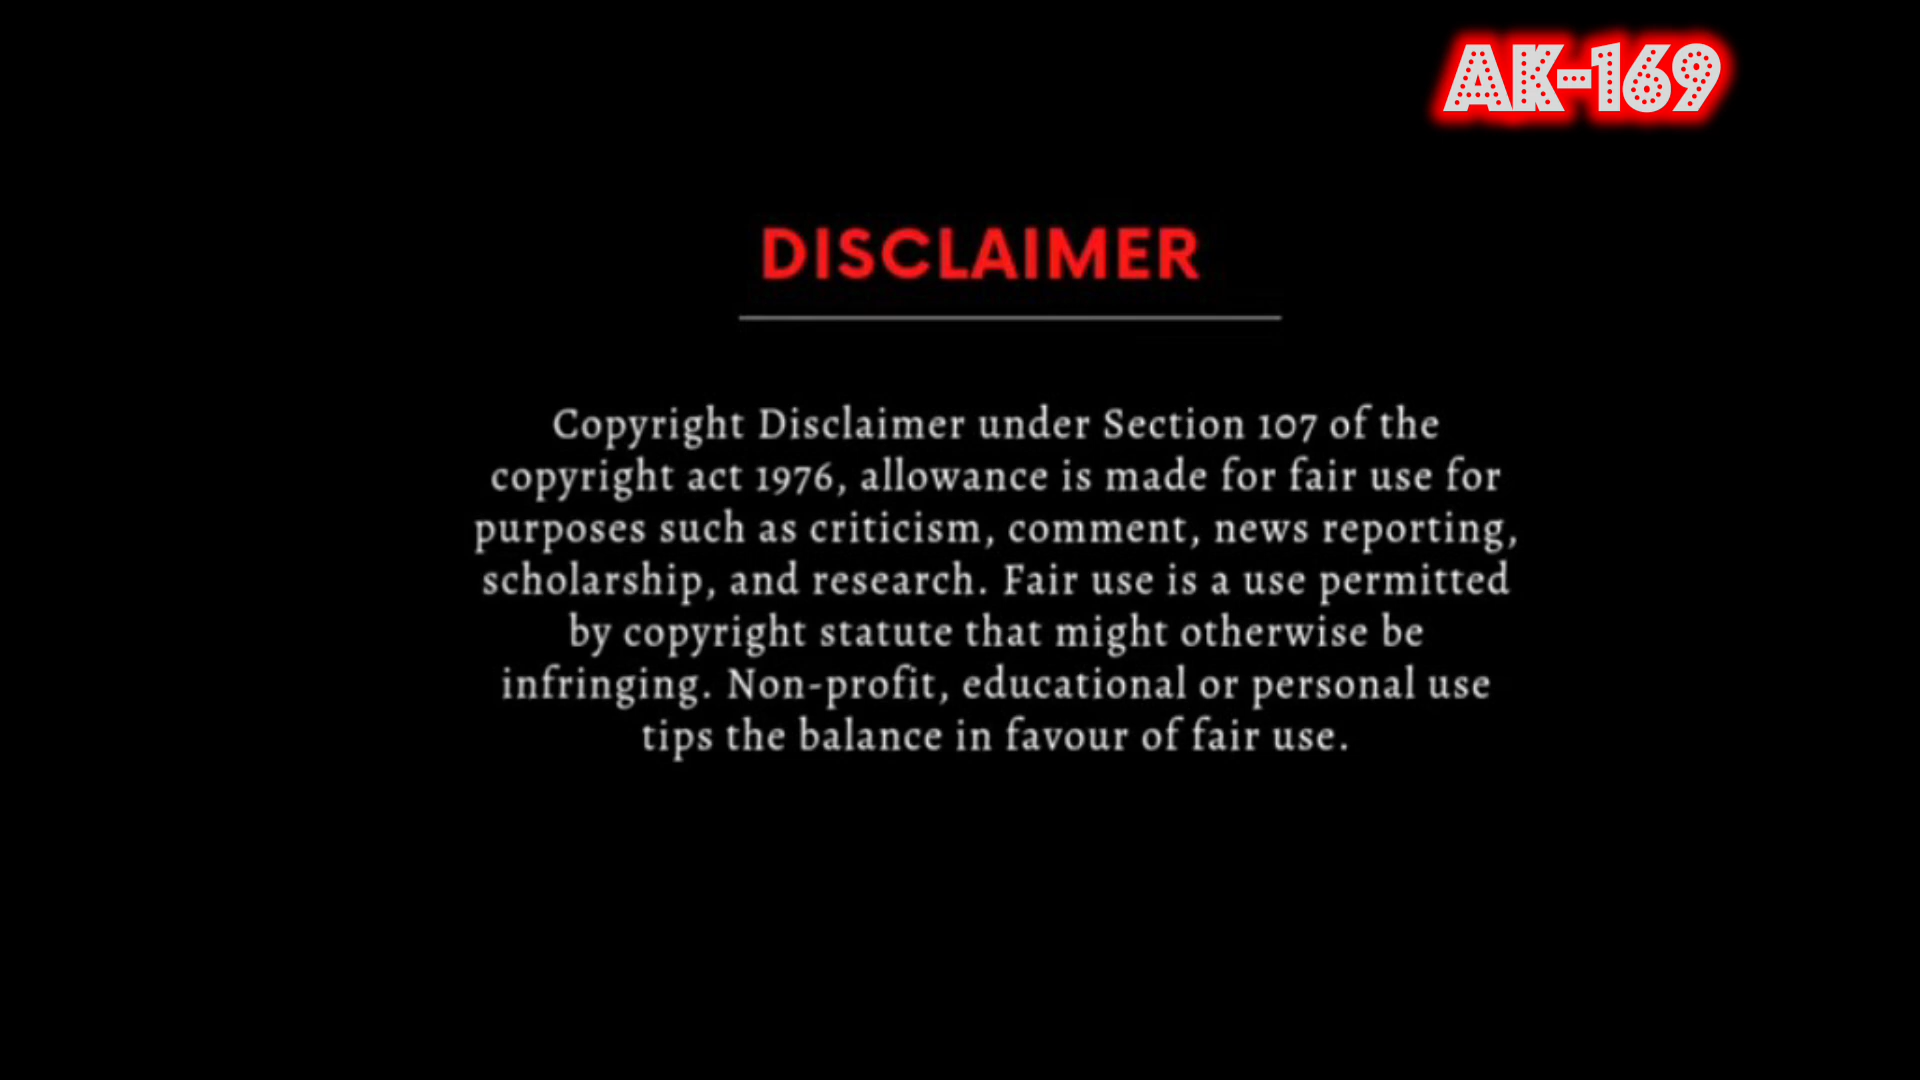 AK-169
DISCLAIMER
Copyright Disclaimer under Section 107 of the
copyright act 1976, allowance is made for fair use for
purposes such as criticism, comment, news reporting,
scholarship, and research. Fair use is a use permitted
by copyright statute that might otherwise be
infringing. Non-profit, educational or personal use
tips the balance in favour of fair use.